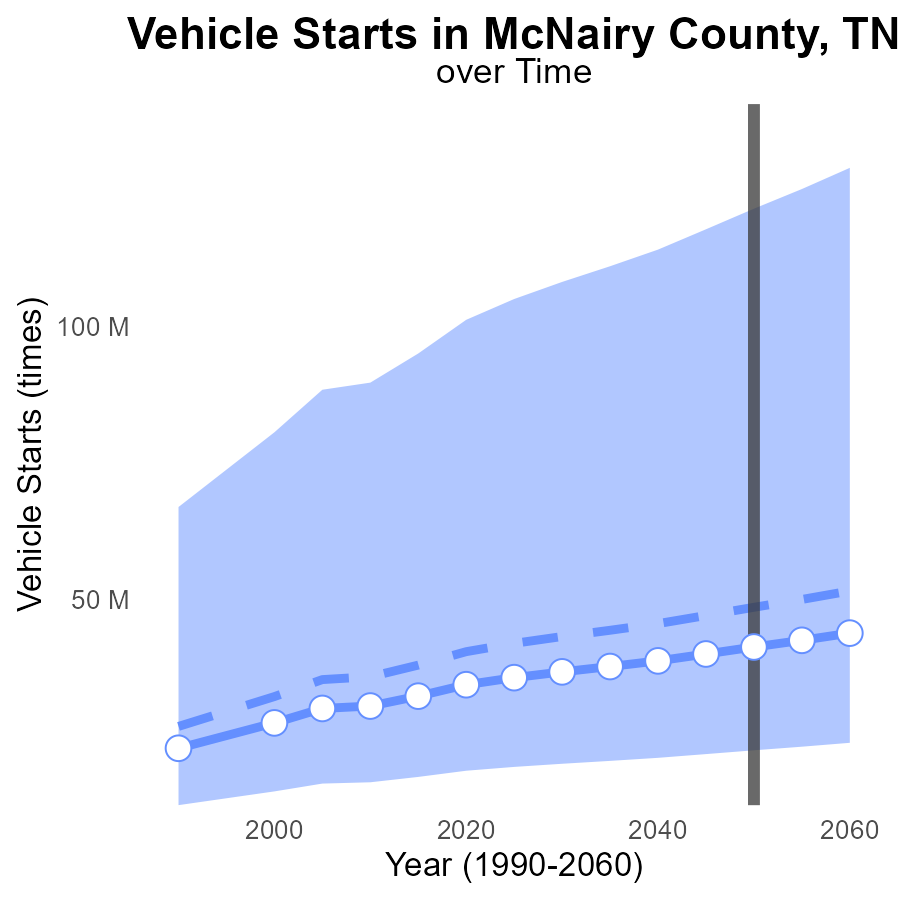 Vehicle Starts in McNairy County, TN
over Time
Vehicle Starts (times)
100 M
50 M
2000
2020
2040
2060
Year (1990-2060)